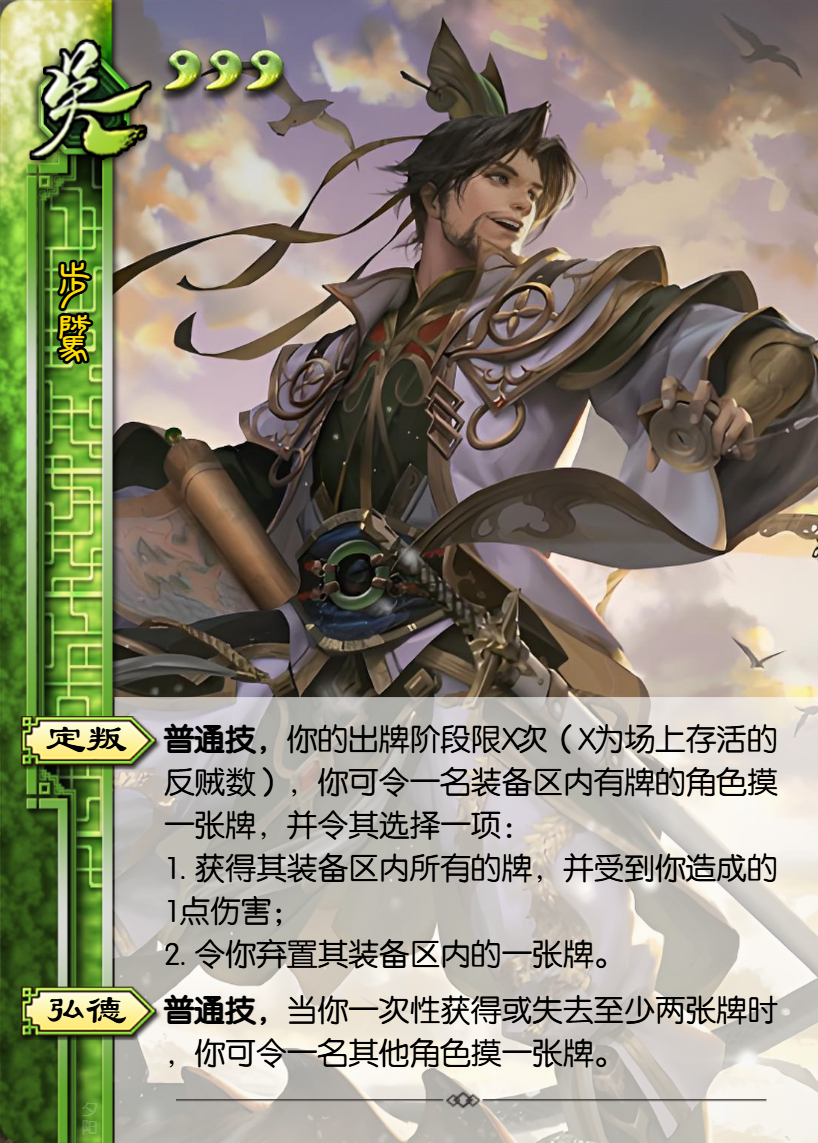 吴
步骘
定叛
普通技，你的出牌阶段限X次（X为场上存活的
反贼数），你可令一名装备区内有牌的角色摸
一张牌，并令其选择一项：
1. 获得其装备区内所有的牌，并受到你造成的
1点伤害；
2. 令你弃置其装备区内的一张牌。
弘德
普通技，当你一次性获得或失去至少两张牌时
，你可令一名其他角色摸一张牌。
夕阳